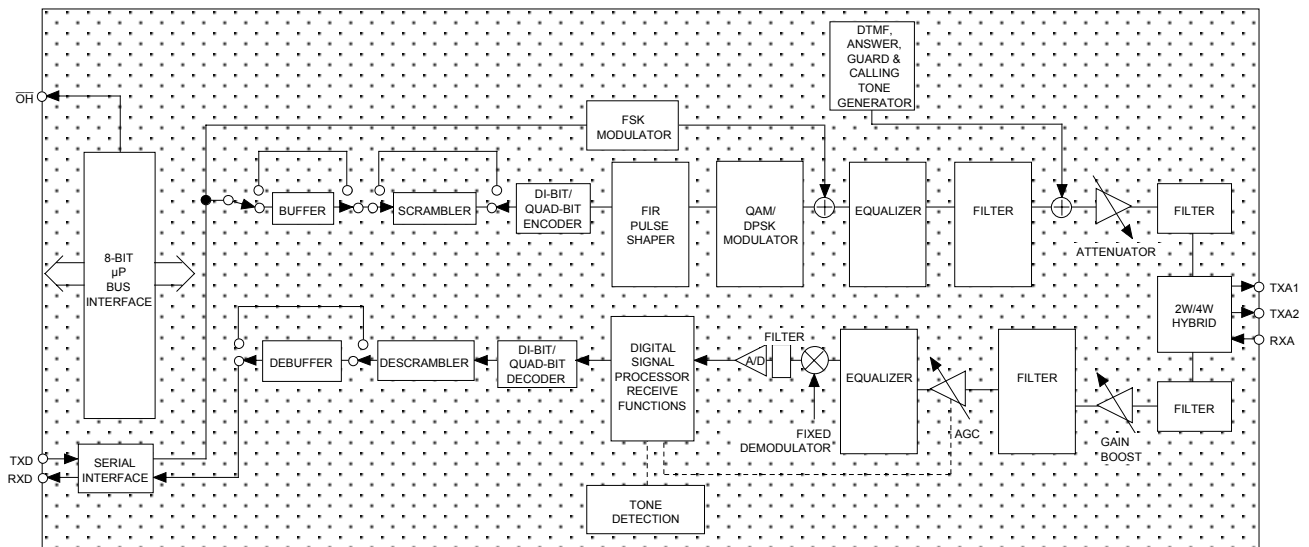 DTMF,
ANSWER,
GUARD &
CALLING
TONE
GENERATOR
OH
FSK
MODULATOR
8-BIT
µP
BUS
INTERFACE
BUFFER
SCRAMBLER
DI-BIT/
QUAD-BIT
ENCODER
FIR
PULSE
SHAPER
QAM/
DPSK
MODULATOR
EQUALIZER
FILTER
ATTENUATOR
FILTER
2W/4W
HYBRID
TXA1
TXA2
RXA
DEBUFFER
DESCRAMBLER
DI-BIT/
QUAD-BIT
DECODER
DIGITAL
SIGNAL
PROCESSOR
RECEIVE
FUNCTIONS
A/D
FILTER
FIXED
DEMODULATOR
EQUALIZER
AGC
FILTER
GAIN
BOOST
FILTER
TXD
RXD
SERIAL
INTERFACE
TONE
DETECTION